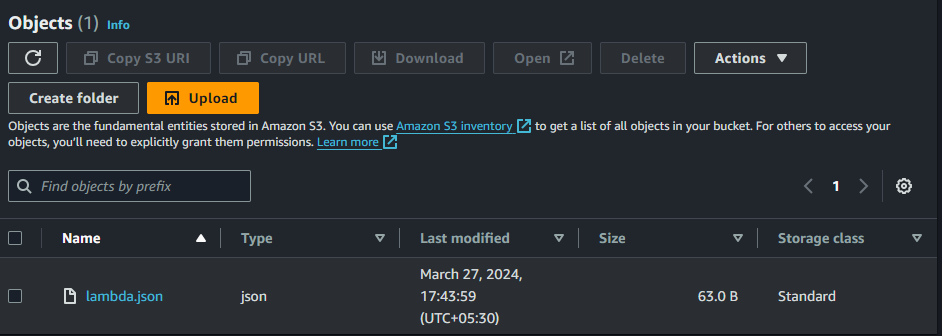 Objects (1) Info
Copy S3 URI Copy URL Download Open Delete Actions
Create folder Upload
Objects are the fundamental entities stored in Amazon S3. You can use Amazon S3 inventory to get a list of all objects in your bucket. For others to access your
objects, you'll need to explicitly grant them permissions. Learn more
Find objects by prefix 1
Name Type Last modified Size Storage class
March 27, 2024,
lambda.json json 17:43:59 63.0 B Standard
(UTC+05:30)